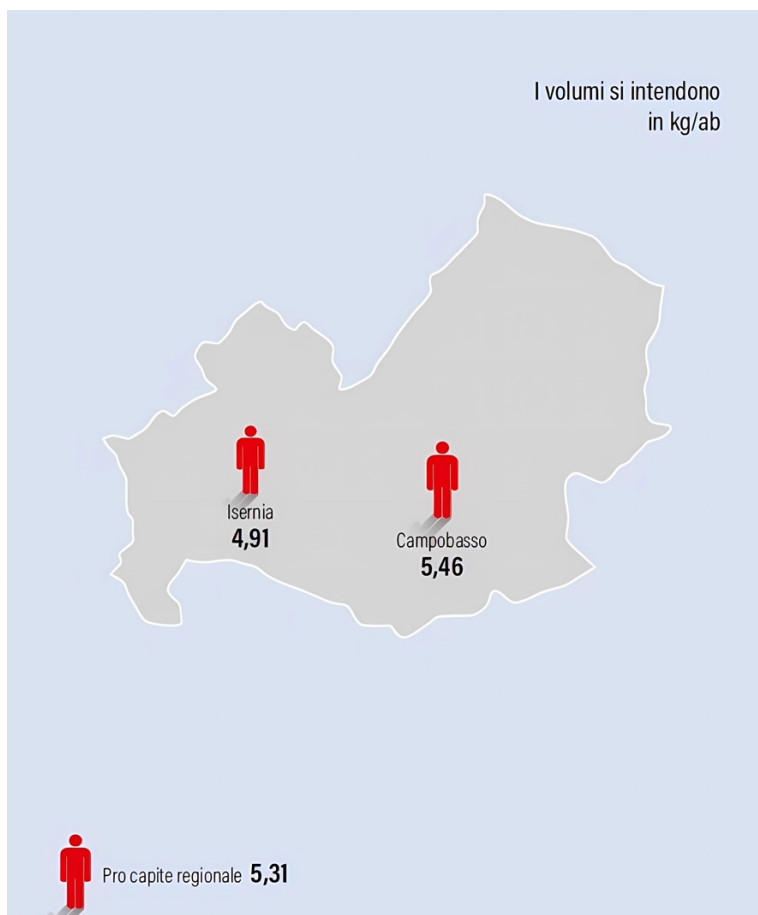 I volumi si intendono
in kg/ab
Isernia
4,91
Campobasso
5,46
Pro capite regionale 5,31